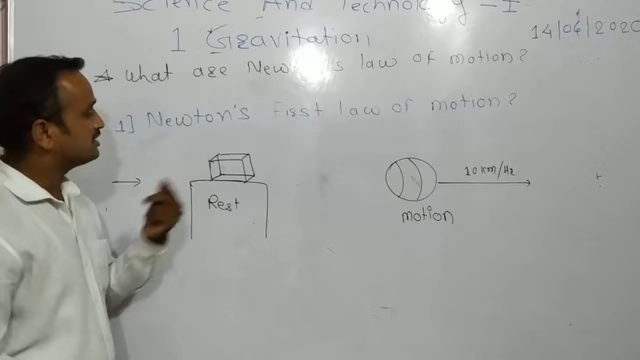 Science And Technology - I
14/06/2020
1 Gravitation
What are Newton's law of motion?
1] Newton's First law of motion?
10 km/Hr
Rest
motion